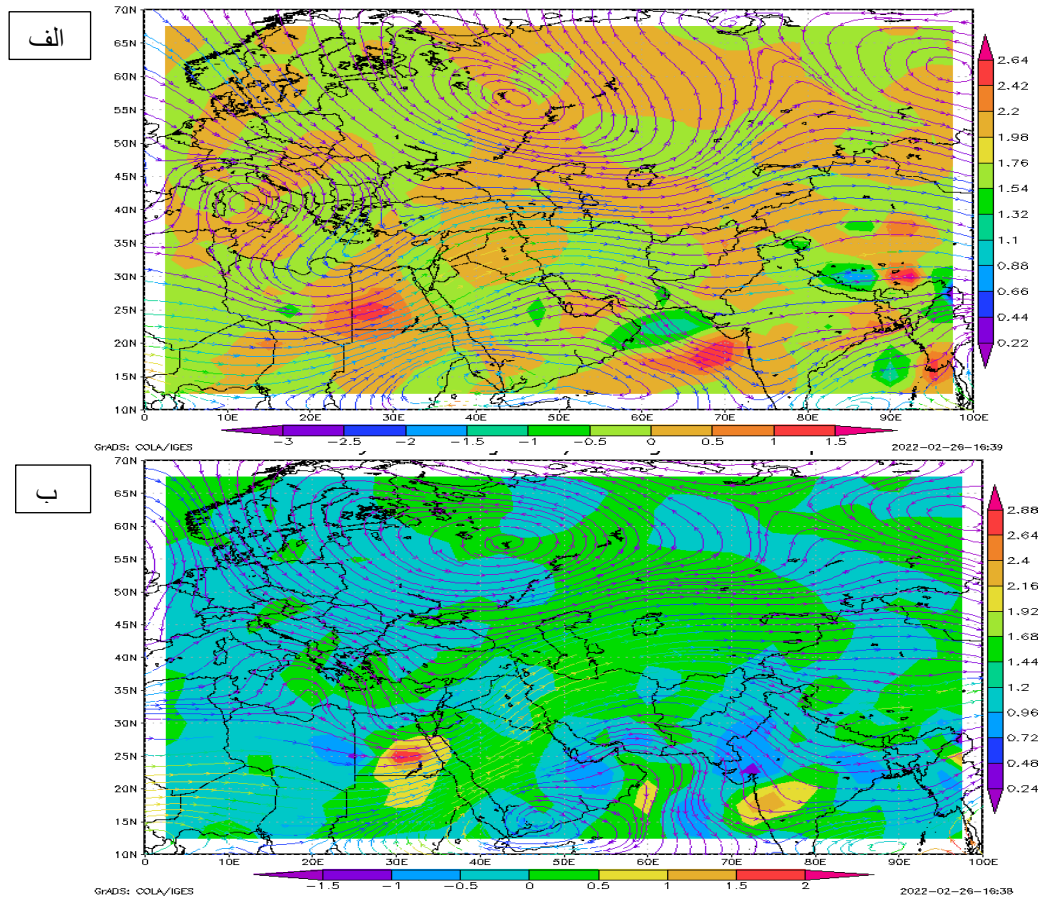 الف
70N
65N
60N
55N
50N
45N
40N
35N
30N
25N
20N
15N
10N
0 10E 20E 30E 40E 50E 60E 70E 80E 90E 100E
2.64
2.42
2.2
1.98
1.76
1.54
1.32
1.1
0.88
0.66
0.44
0.22
-3 -2.5 -2 -1.5 -1 -0.5 0 0.5 1 1.5
GrADS: COLA/IGES 2022-02-26-16:39
ب
70N
65N
60N
55N
50N
45N
40N
35N
30N
25N
20N
15N
10N
0 10E 20E 30E 40E 50E 60E 70E 80E 90E 100E
2.88
2.64
2.4
2.16
1.92
1.68
1.44
1.2
0.96
0.72
0.48
0.24
-1.5 -1 -0.5 0 0.5 1 1.5 2
GrADS: COLA/IGES 2022-02-26-16:38